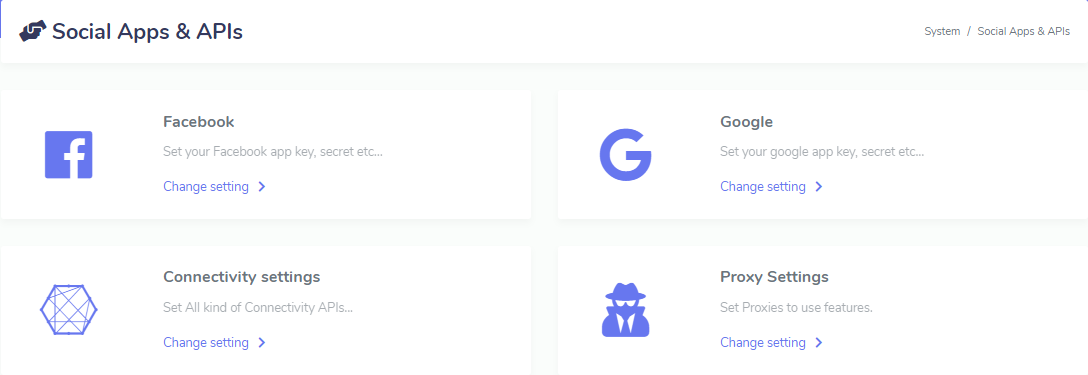 Social Apps & APIs
System / Social Apps & APIs
Facebook
Set your Facebook app key, secret etc...
Change setting
Google
Set your google app key, secret etc...
Change setting
Connectivity settings
Set All kind of Connectivity APIs...
Change setting
Proxy Settings
Set Proxies to use features.
Change setting